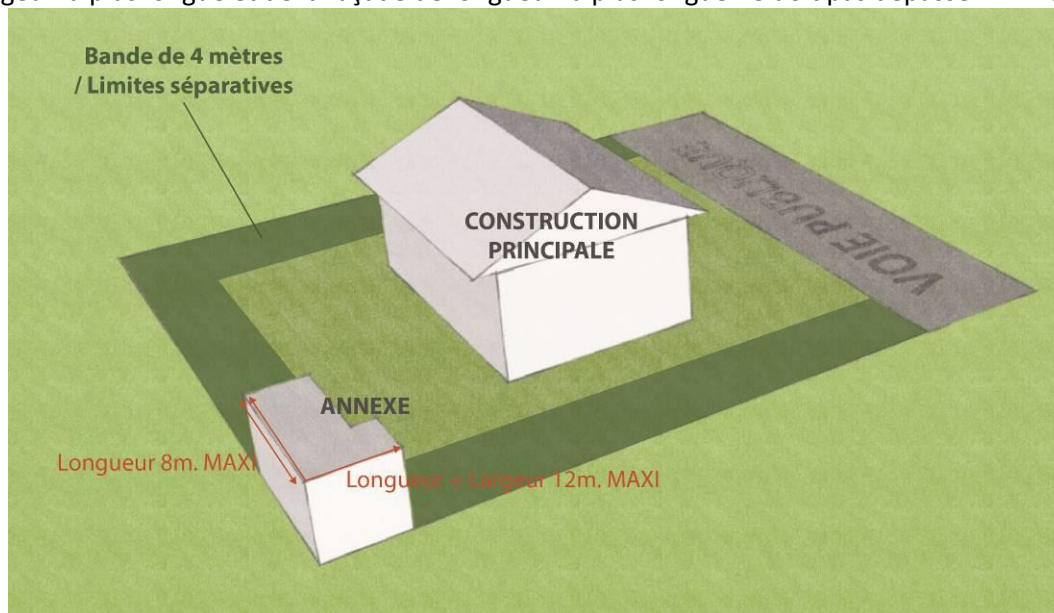 Bande de 4 mètres
/ Limites séparatives
VOIE PUBLIQUE
CONSTRUCTION
PRINCIPALE
ANNEXE
Longueur 8m. MAXI
Longueur + Largeur 12m. MAXI